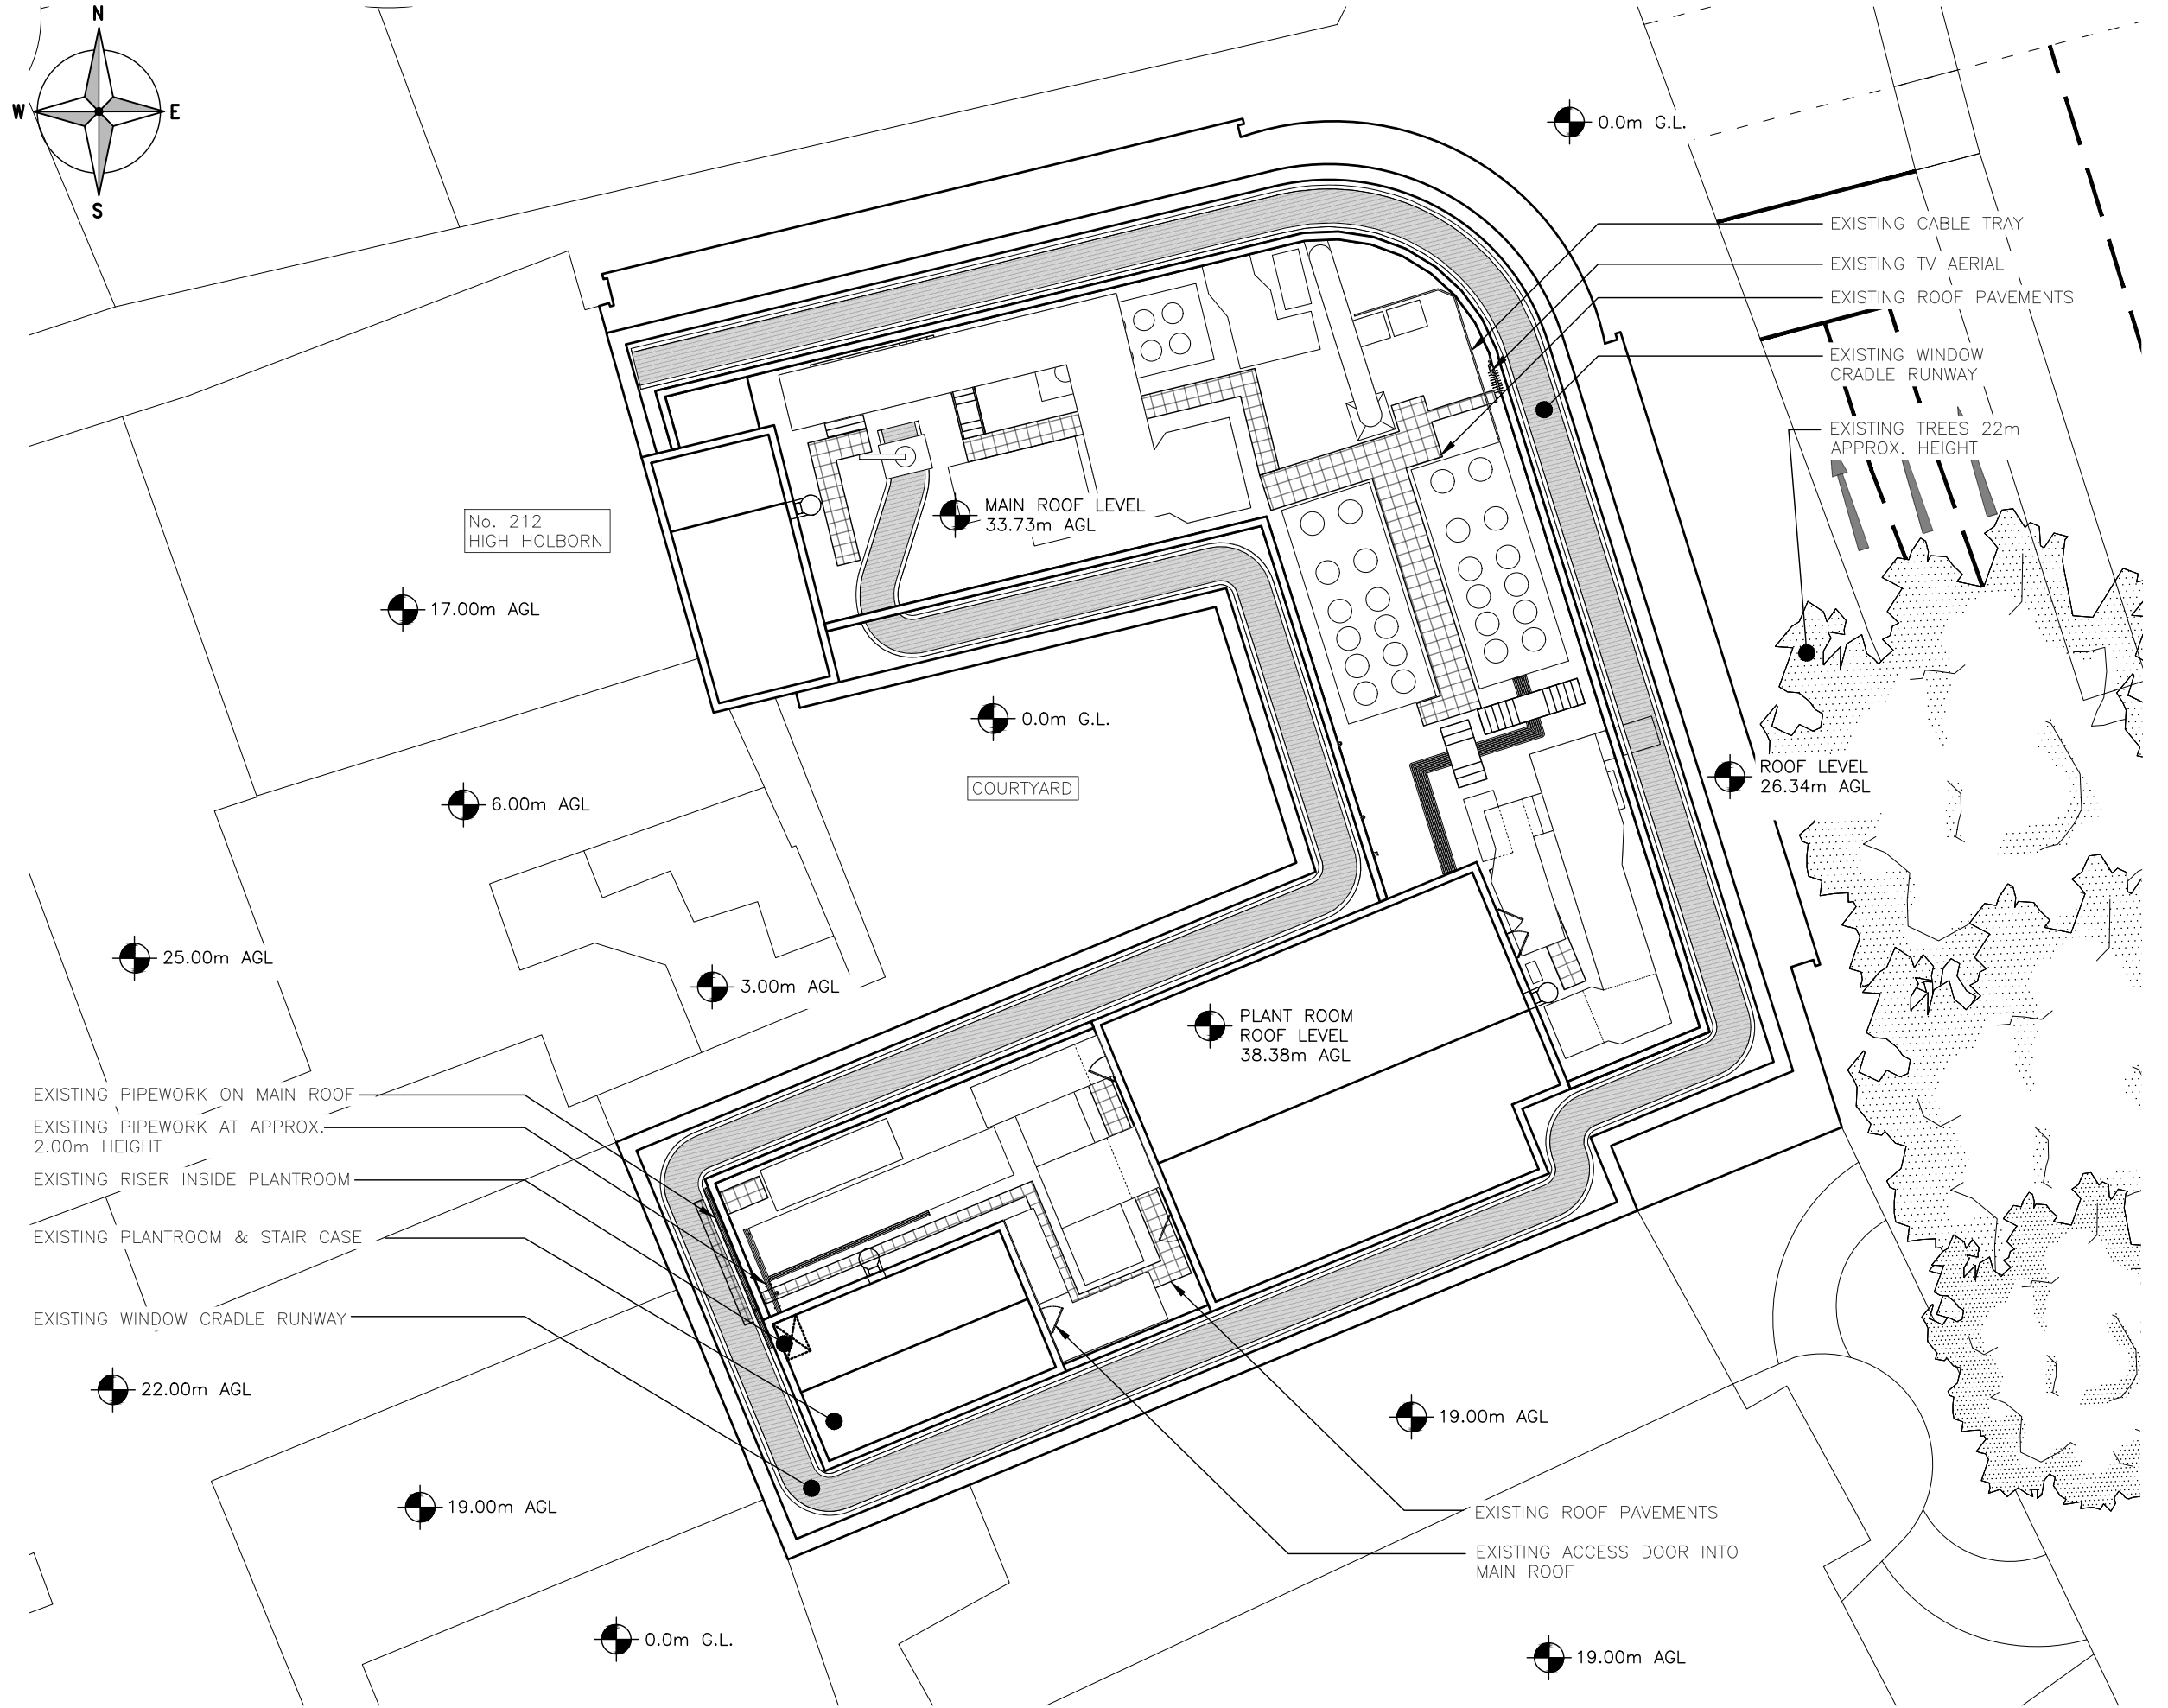 N
W
E
S
0.0m G.L.
EXISTING CABLE TRAY
EXISTING TV AERIAL
EXISTING ROOF PAVEMENTS
EXISTING WINDOW
CRADLE RUNWAY
EXISTING TREES 22m
APPROX. HEIGHT
MAIN ROOF LEVEL
33.73m AGL
No. 212
HIGH HOLBORN
17.00m AGL
0.0m G.L.
COURTYARD
ROOF LEVEL
26.34m AGL
6.00m AGL
25.00m AGL
3.00m AGL
PLANT ROOM
ROOF LEVEL
38.38m AGL
EXISTING PIPEWORK ON MAIN ROOF
EXISTING PIPEWORK AT APPROX.
2.00m HEIGHT
EXISTING RISER INSIDE PLANTROOM
EXISTING PLANTROOM & STAIR CASE
EXISTING WINDOW CRADLE RUNWAY
22.00m AGL
19.00m AGL
19.00m AGL
EXISTING ROOF PAVEMENTS
EXISTING ACCESS DOOR INTO
MAIN ROOF
0.0m G.L.
19.00m AGL